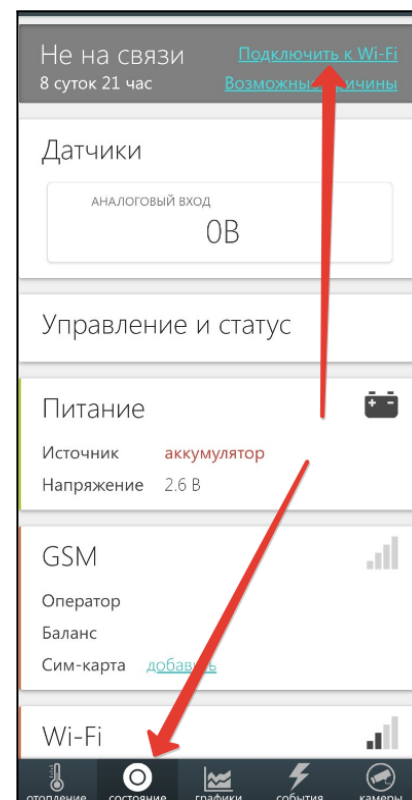 Не на связи Подключить к Wi-Fi
8 суток 21 час Возможны
Датчики
АНАЛОГОВЫЙ ВХОД
0В
Управление и статус
Питание
Источник аккумулятор
Напряжение 2.6 В
GSM
Оператор
Баланс
Сим-карта добавить
Wi-Fi
отопление состояние графики события камеры